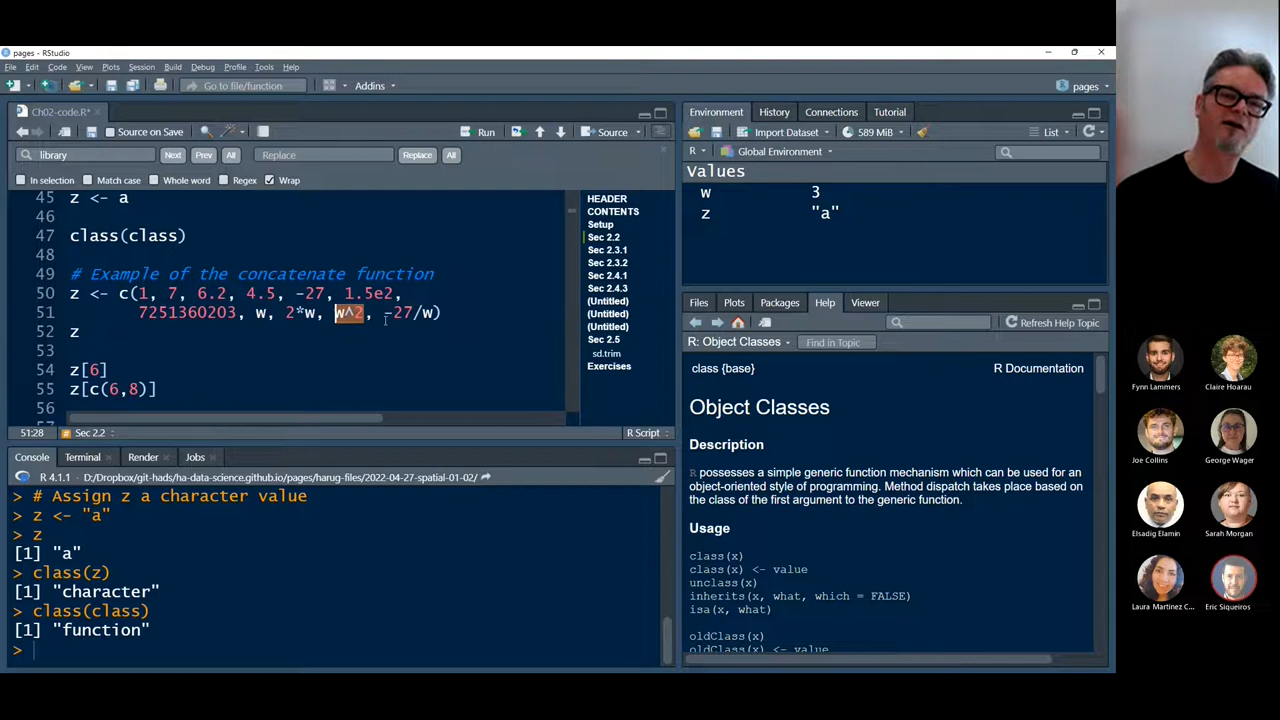 pages - RStudio
File Edit Code View Plots Session Build Debug Profile Tools Help
Go to file/function Addins pages
Ch02-code.R*
Source on Save Run Source
library Next Prev All Replace Replace All
In selection Match case Whole word Regex Wrap
45 z <- a
46
47 class(class)
48
49 # Example of the concatenate function
50 z <- c(1, 7, 6.2, 4.5, -27, 1.5e2,
51 7251360203, w, 2*w, w^2, -27/w)
52 z
53
54 z[6]
55 z[c(6,8)]
56
HEADER
CONTENTS
Setup
Sec 2.2
Sec 2.3.1
Sec 2.3.2
Sec 2.4.1
Sec 2.4.3
(Untitled)
(Untitled)
(Untitled)
Sec 2.5
sd.trim
Exercises
51:28 Sec 2.2 R Script
Console Terminal Render Jobs
R 4.1.1 · D:/Dropbox/git-hads/ha-data-science.github.io/pages/harug-files/2022-04-27-spatial-01-02/
> # Assign z a character value
> z <- "a"
> z
[1] "a"
> class(z)
[1] "character"
> class(class)
[1] "function"
>
Environment History Connections Tutorial
Import Dataset 589 MiB List
R Global Environment
Values
w 3
z "a"
Files Plots Packages Help Viewer
Refresh Help Topic
R: Object Classes Find in Topic
class {base} R Documentation
Object Classes
Description
R possesses a simple generic function mechanism which can be used for an
object-oriented style of programming. Method dispatch takes place based on
the class of the first argument to the generic function.
Usage
class(x)
class(x) <- value
unclass(x)
inherits(x, what, which = FALSE)
isa(x, what)
oldClass(x)
oldClass(x) <- value
Fynn Lammers Claire Hoarau
Joe Collins George Wager
Elsadig Elamin Sarah Morgan
Laura Martinez C... Eric Siqueiros